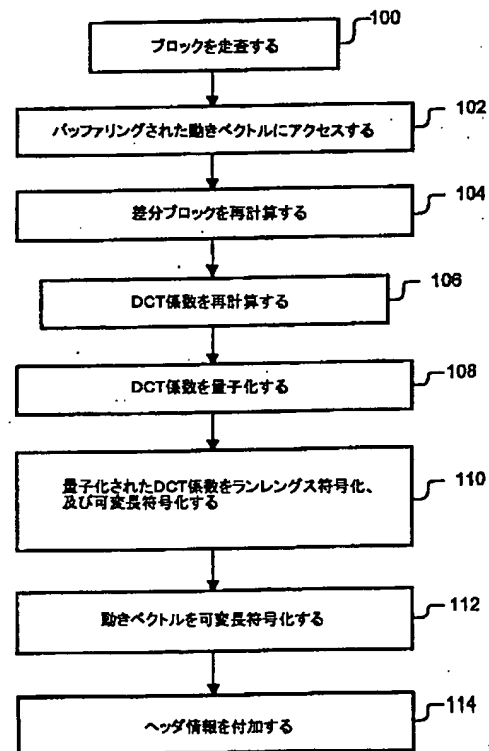 100
ブロックを走査する
102
バッファリングされた動きベクトルにアクセスする
104
差分ブロックを再計算する
106
DCT係数を再計算する
108
DCT係数を量子化する
110
量子化されたDCT係数をランレングス符号化、
及び可変長符号化する
112
動きベクトルを可変長符号化する
114
ヘッダ情報を付加する